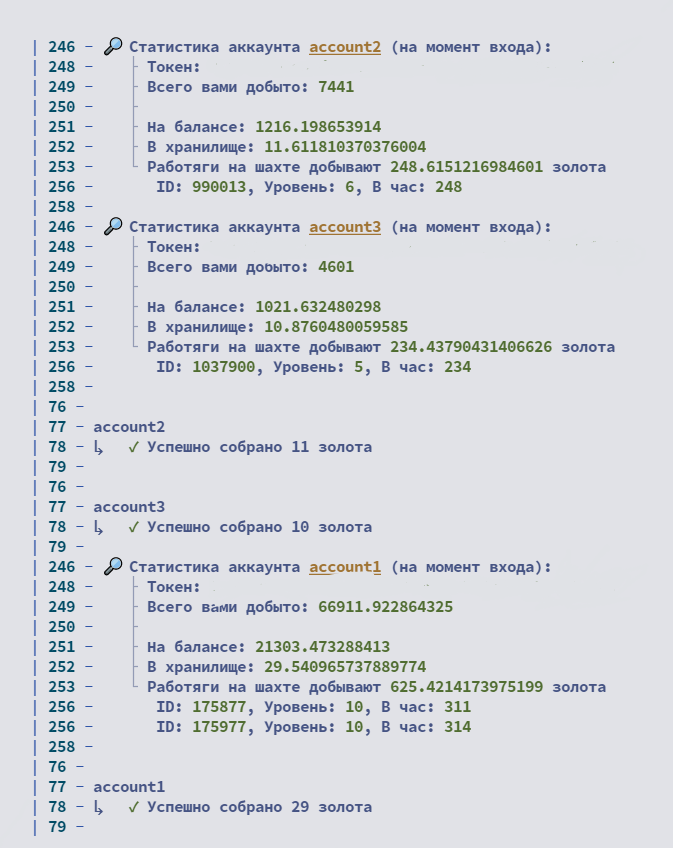 | 246 - 🔎 Статистика аккаунта account2 (на момент входа):
| 248 - ├ Токен:
| 249 - ├ Всего вами добыто: 7441
| 250 - ├
| 251 - ├ На балансе: 1216.198653914
| 252 - ├ В хранилище: 11.611810370376004
| 253 - └ Работяги на шахте добывают 248.6151216984601 золота
| 256 - ID: 990013, Уровень: 6, В час: 248
| 258 -
| 246 - 🔎 Статистика аккаунта account3 (на момент входа):
| 248 - ├ Токен:
| 249 - ├ Всего вами добыто: 4601
| 250 - ├
| 251 - ├ На балансе: 1021.632480298
| 252 - ├ В хранилище: 10.8760480059585
| 253 - └ Работяги на шахте добывают 234.43790431406626 золота
| 256 - ID: 1037900, Уровень: 5, В час: 234
| 258 -
| 76 -
| 77 - account2
| 78 - ↳ ✓ Успешно собрано 11 золота
| 79 -
| 76 -
| 77 - account3
| 78 - ↳ ✓ Успешно собрано 10 золота
| 79 -
| 246 - 🔎 Статистика аккаунта account1 (на момент входа):
| 248 - ├ Токен:
| 249 - ├ Всего вами добыто: 66911.922864325
| 250 - ├
| 251 - ├ На балансе: 21303.473288413
| 252 - ├ В хранилище: 29.540965737889774
| 253 - └ Работяги на шахте добывают 625.4214173975199 золота
| 256 - ID: 175877, Уровень: 10, В час: 311
| 256 - ID: 175977, Уровень: 10, В час: 314
| 258 -
| 76 -
| 77 - account1
| 78 - ↳ ✓ Успешно собрано 29 золота
| 79 -